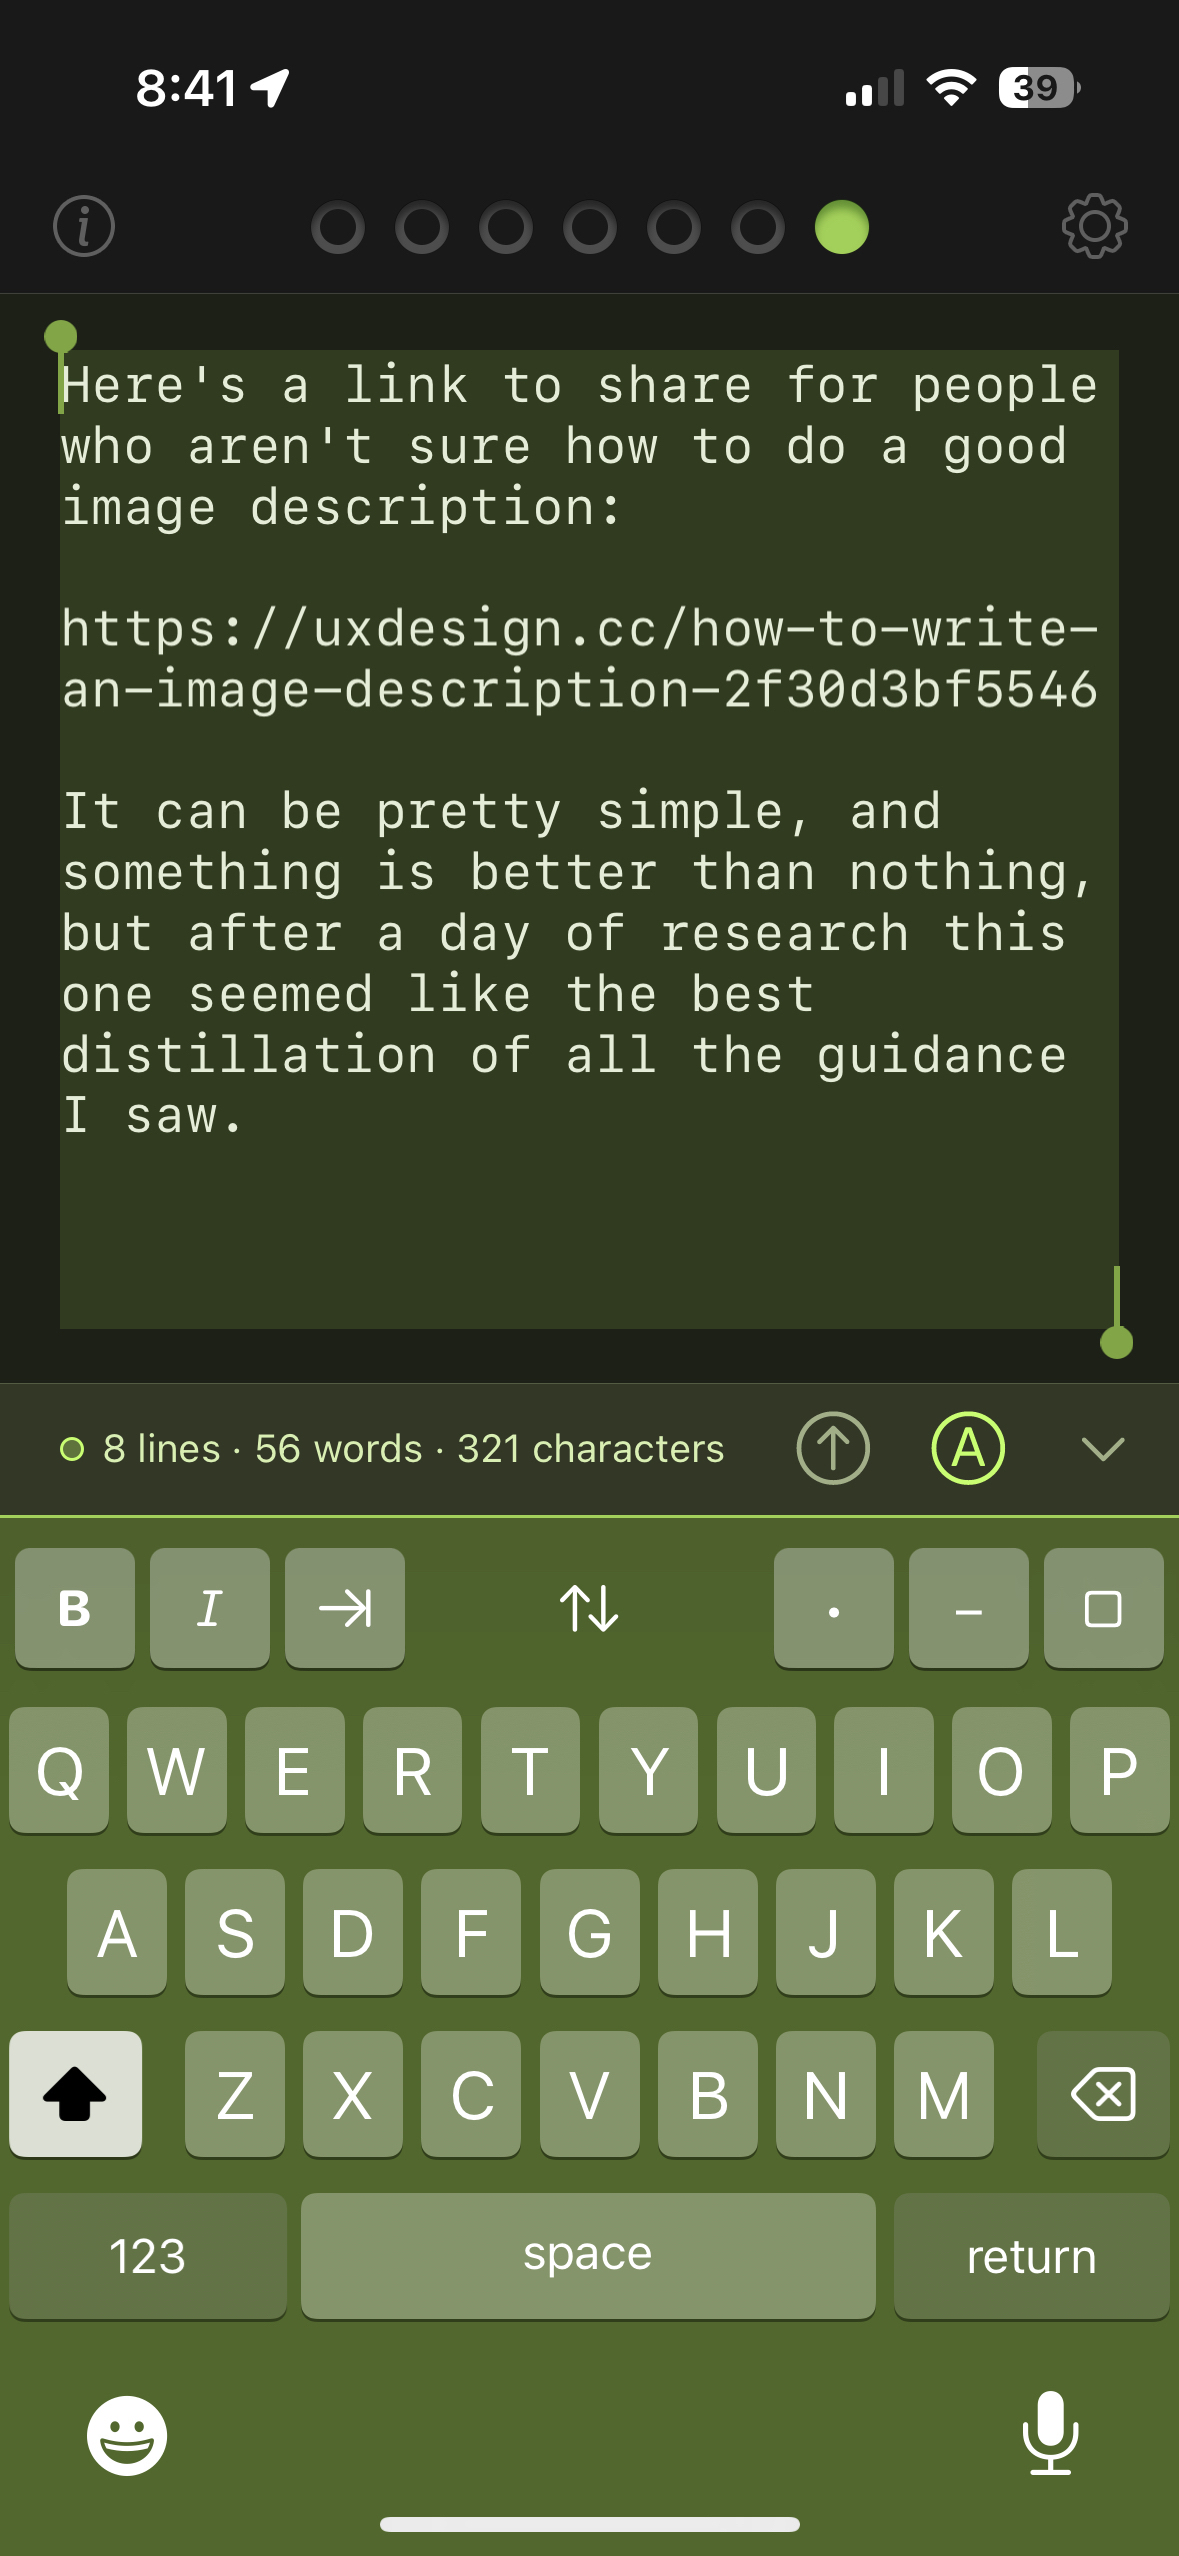 8:41
39
i
Here's a link to share for people
who aren't sure how to do a good
image description:
https://uxdesign.cc/how-to-write-
an-image-description-2f30d3bf5546
It can be pretty simple, and
something is better than nothing,
but after a day of research this
one seemed like the best
distillation of all the guidance
I saw.
8 lines · 56 words · 321 characters
A
B I
Q W E R T Y U I O P
A S D F G H J K L
Z X C V B N M
123 space return